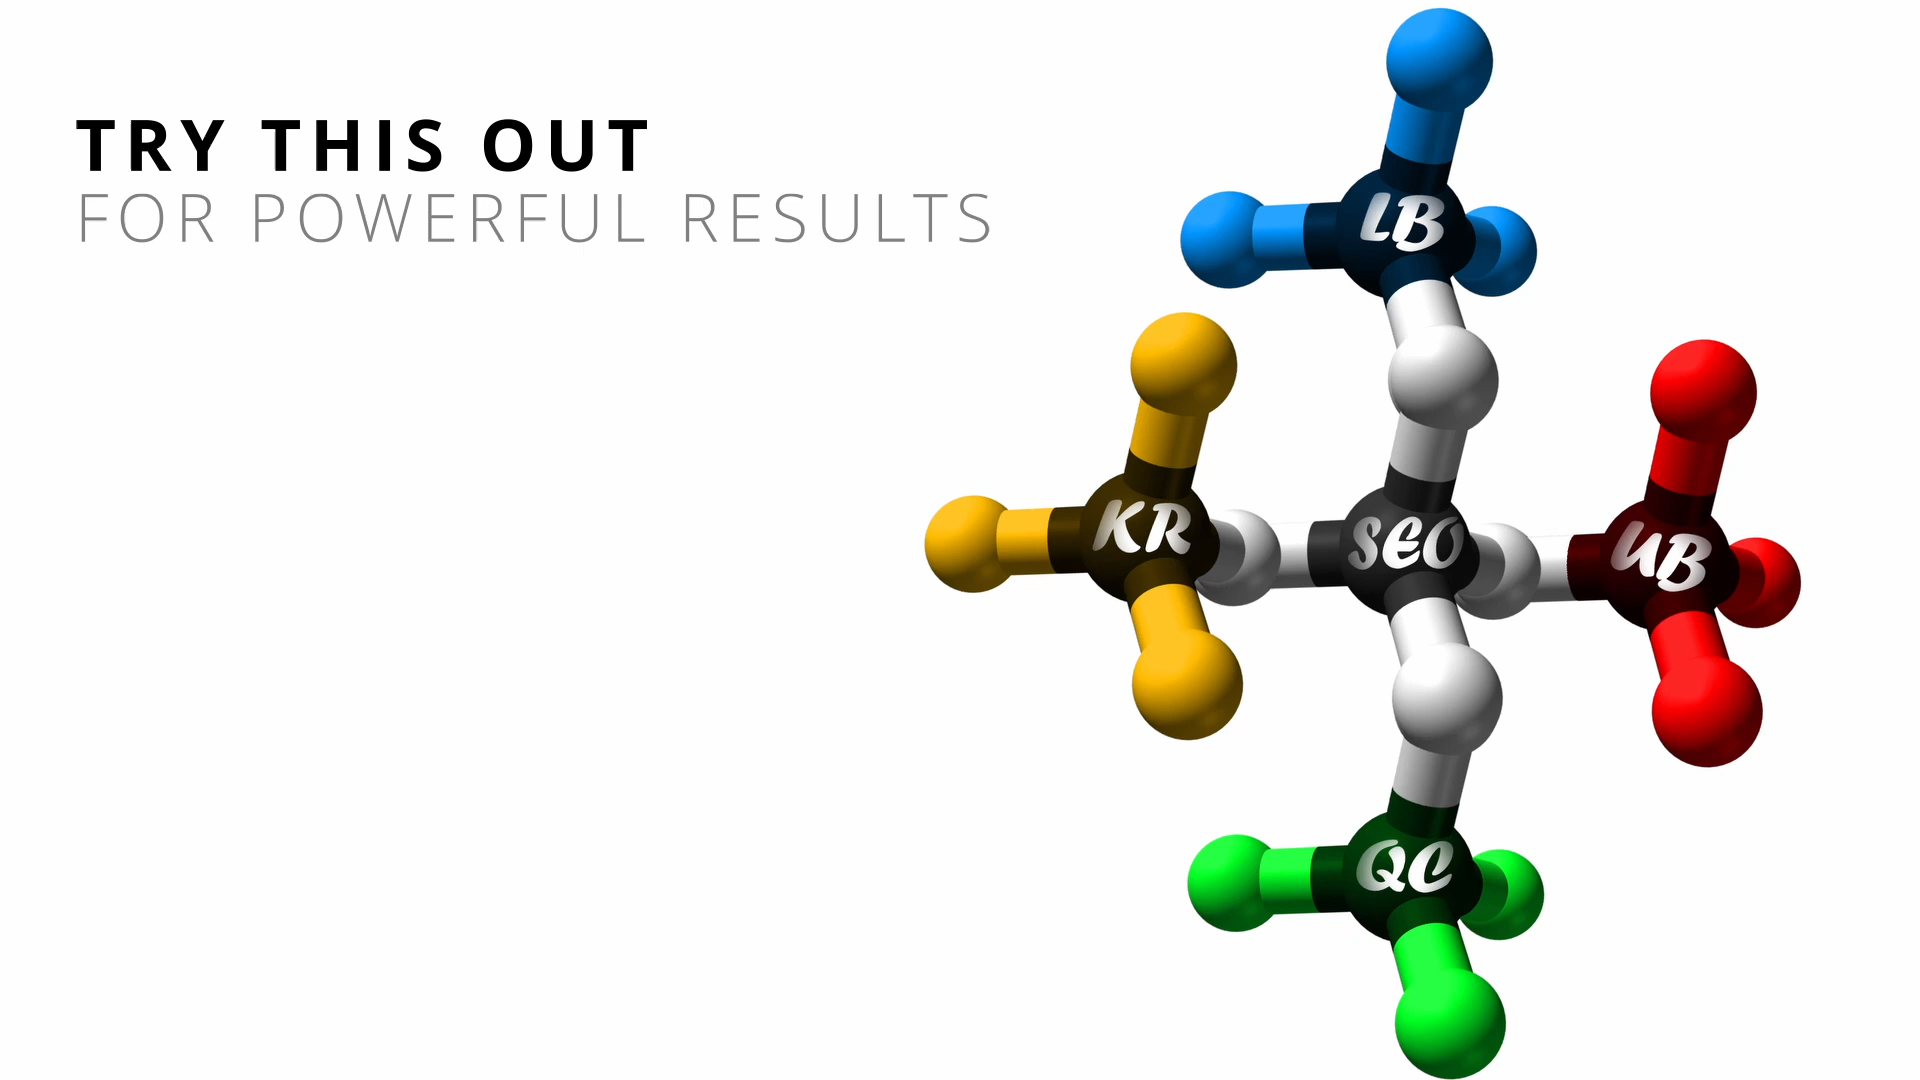 TRY THIS OUT
FOR POWERFUL RESULTS
LB
KR
SEO
UB
QC